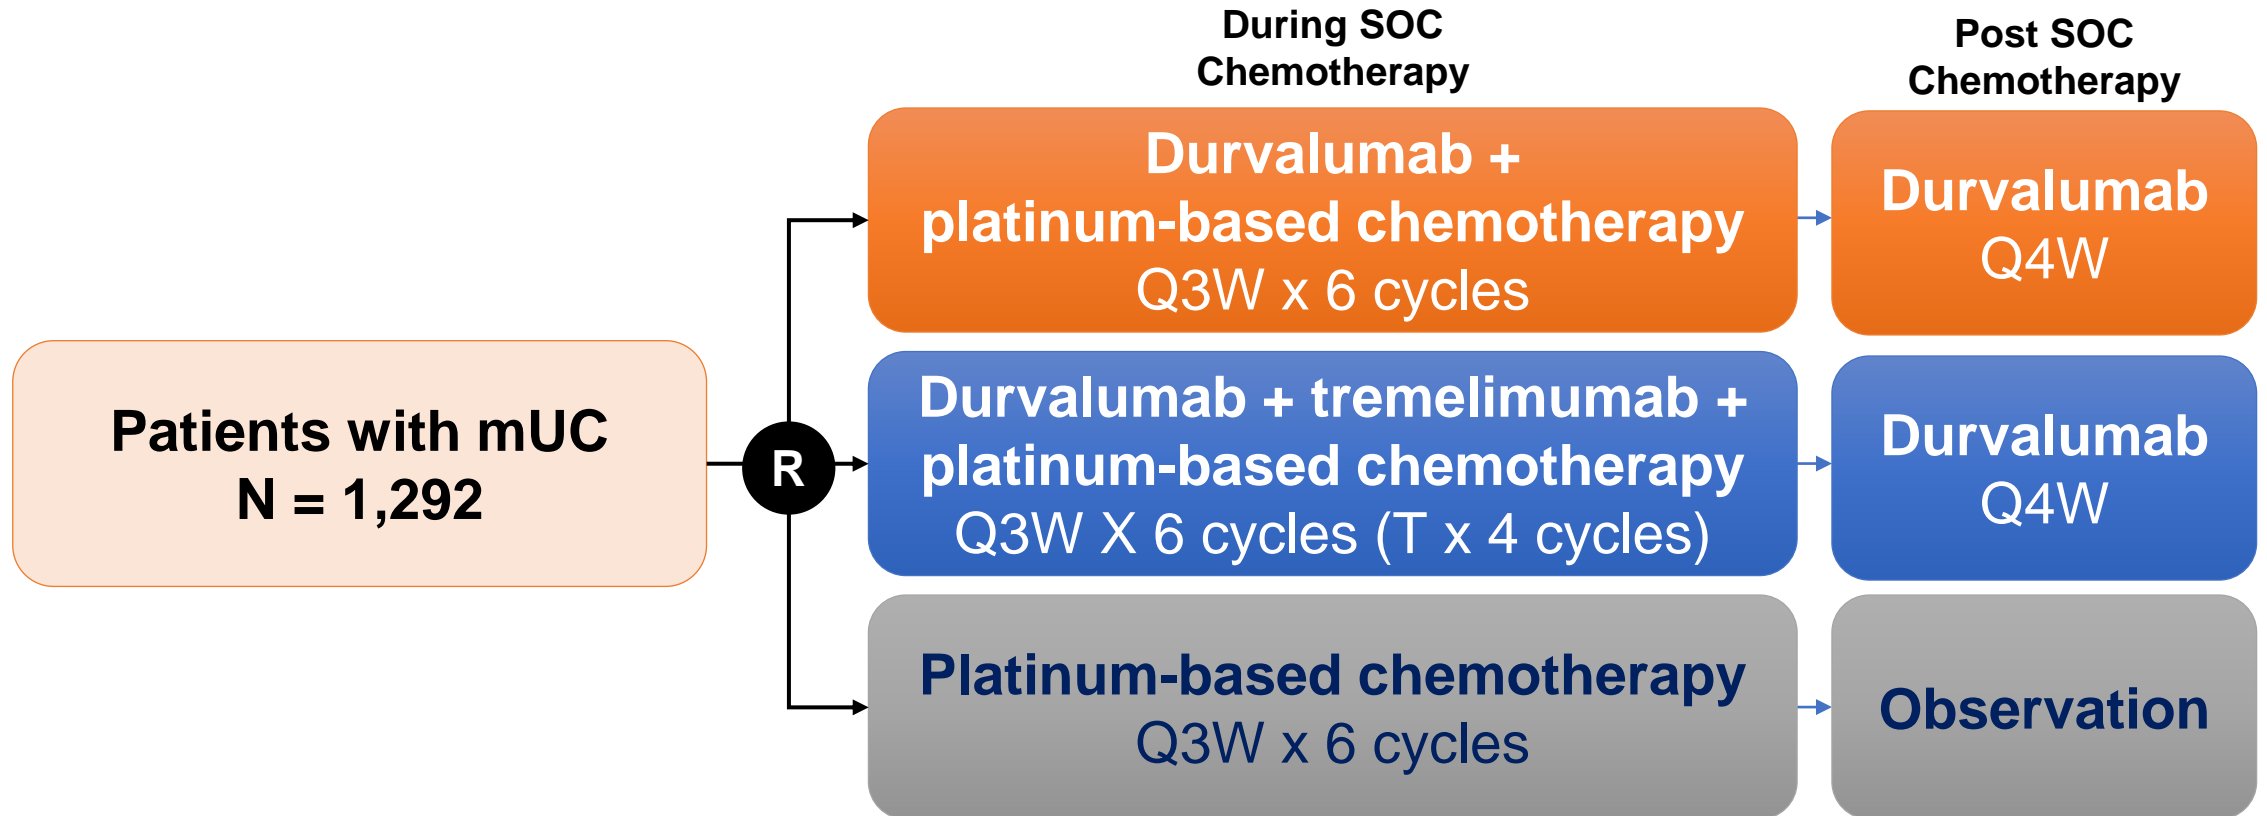 During SOC
Chemotherapy
Post SOC
Chemotherapy
Patients with mUC
N = 1,292
R
Durvalumab +
platinum-based chemotherapy
Q3W x 6 cycles
Durvalumab
Q4W
Durvalumab + tremelimumab +
platinum-based chemotherapy
Q3W X 6 cycles (T x 4 cycles)
Durvalumab
Q4W
Platinum-based chemotherapy
Q3W x 6 cycles
Observation